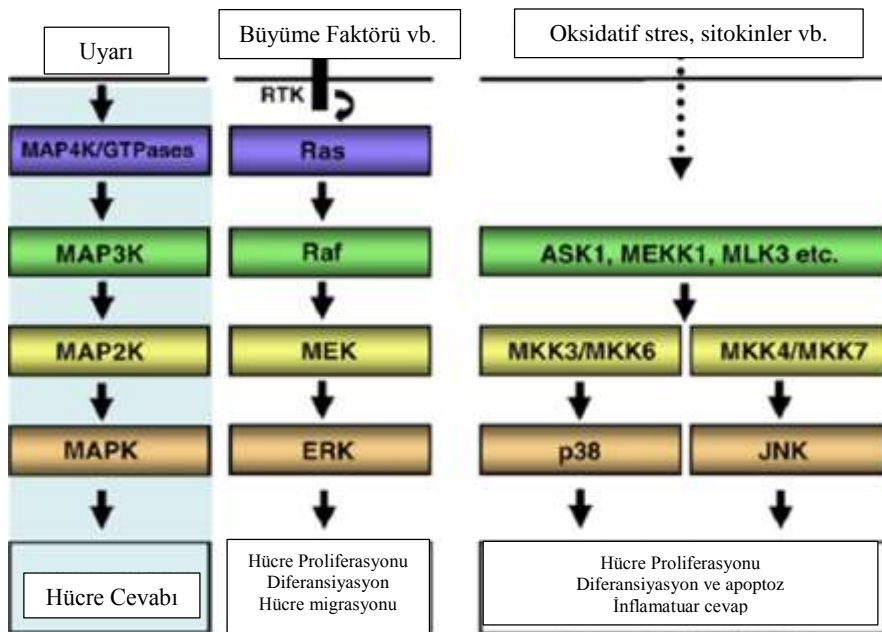 Uyarı
Büyüme Faktörü vb.
Oksidatif stres, sitokinler vb.
RTK
MAP4K/GTPases
Ras
MAP3K
Raf
ASK1, MEKK1, MLK3 etc.
MAP2K
MEK
MKK3/MKK6
MKK4/MKK7
MAPK
ERK
p38
JNK
Hücre Cevabı
Hücre Proliferasyonu
Diferansiyasyon
Hücre migrasyonu
Hücre Proliferasyonu
Diferansiyasyon ve apoptoz
İnflamatuar cevap